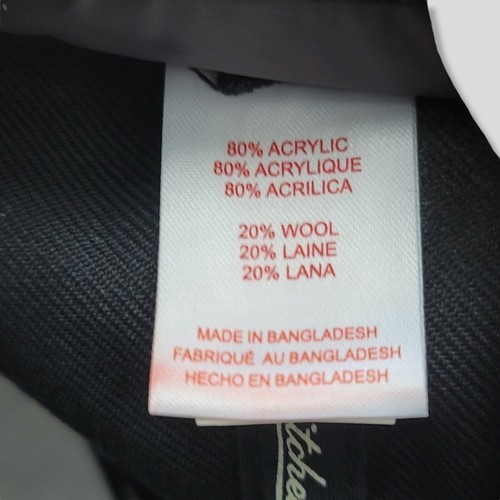 80% ACRYLIC
80% ACRYLIQUE
80% ACRILICA
20% WOOL
20% LAINE
20% LANA
MADE IN BANGLADESH
FABRIQUÉ AU BANGLADESH
HECHO EN BANGLADESH